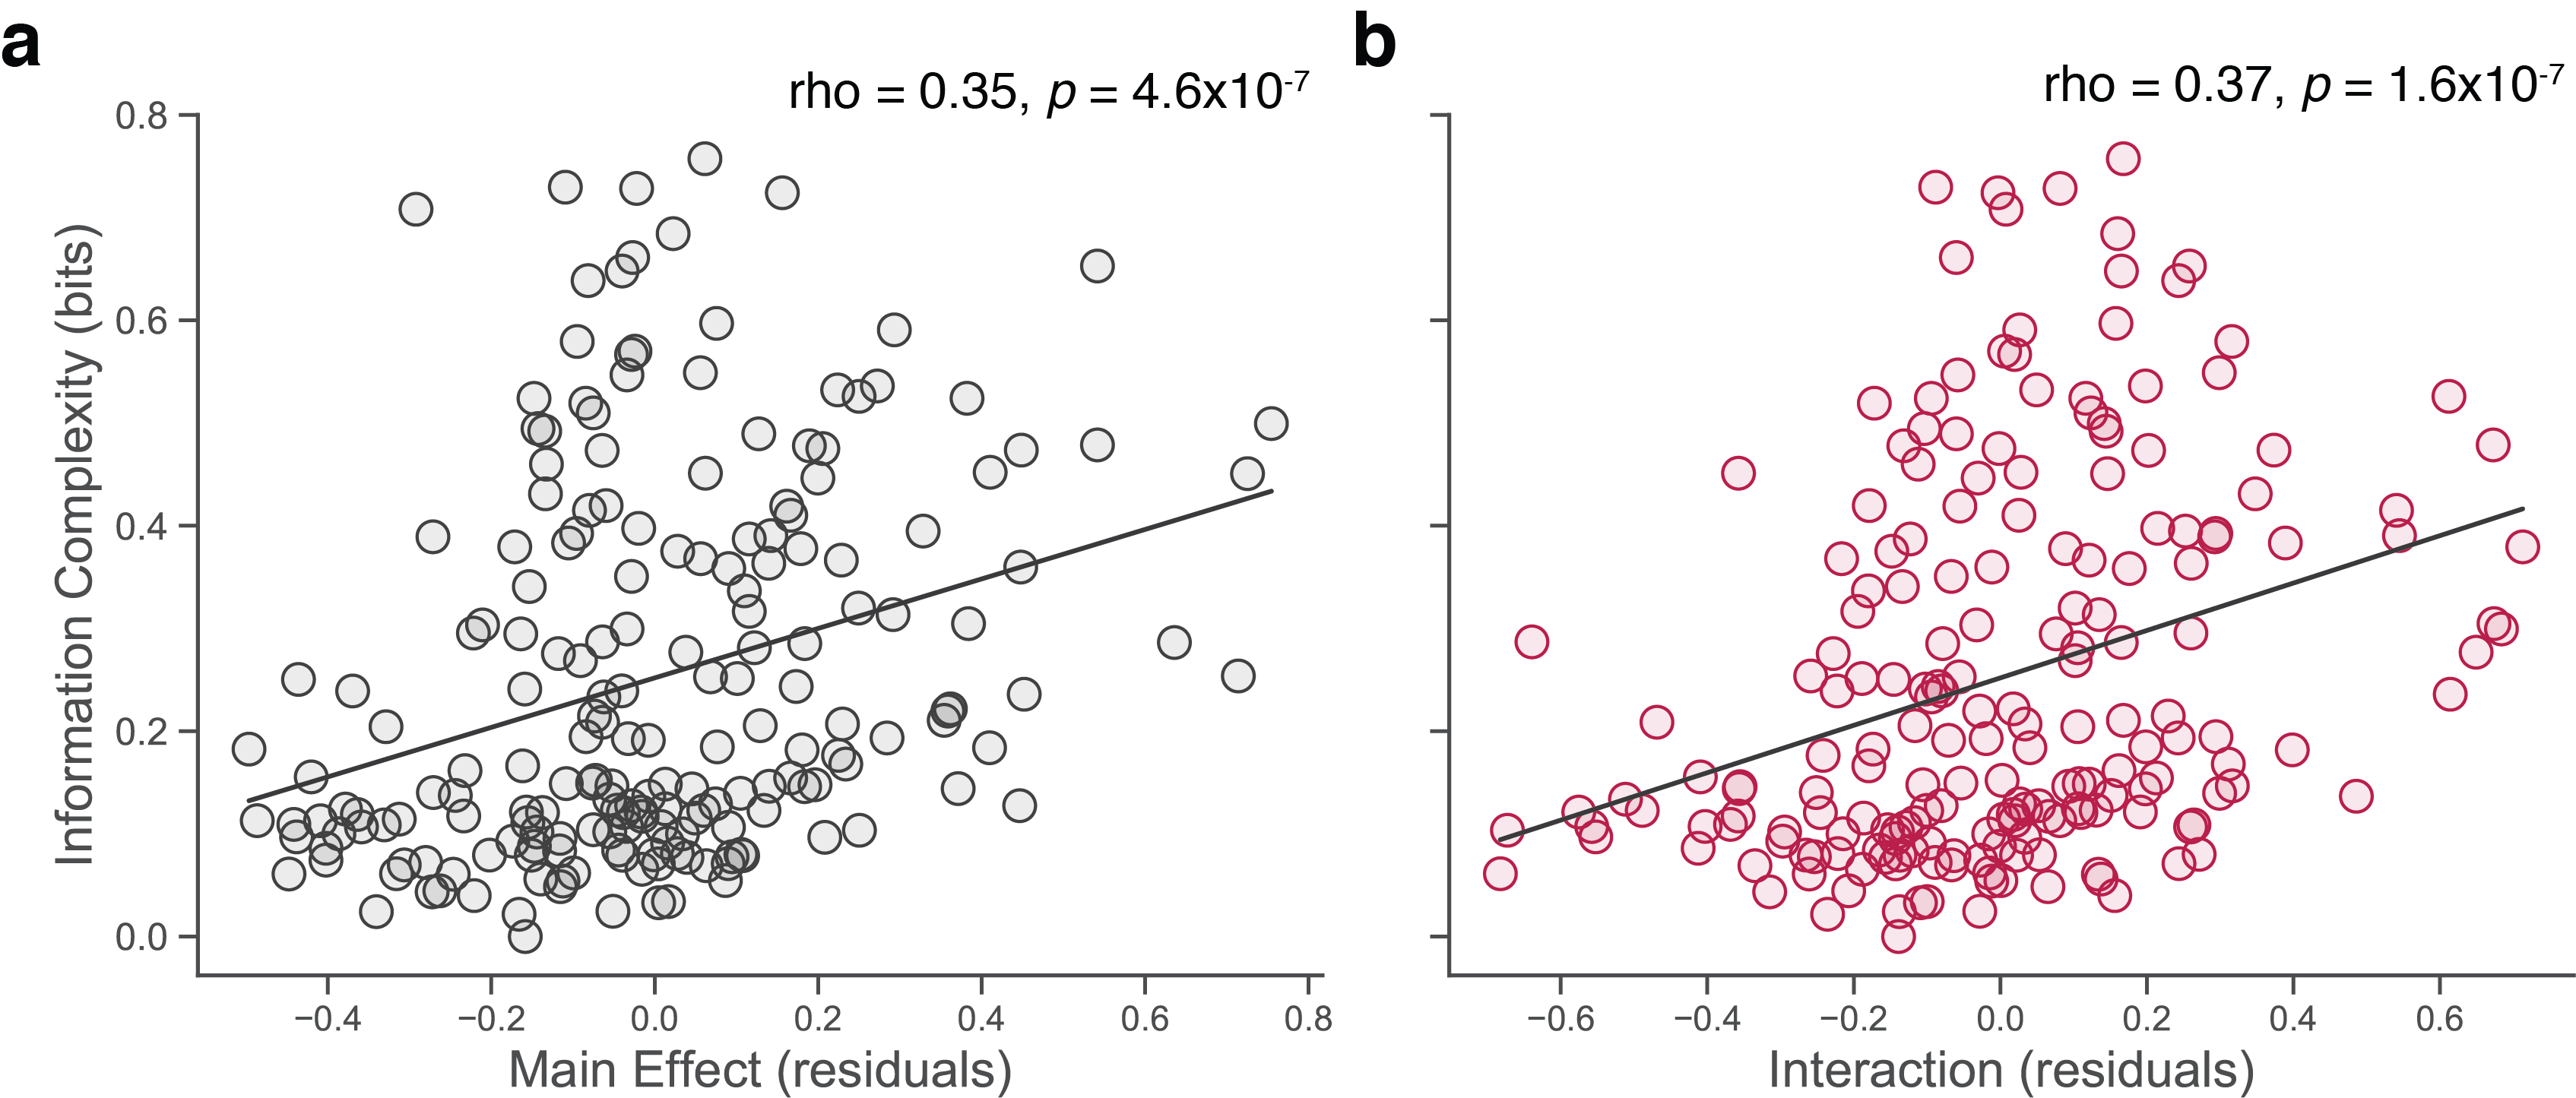 a
rho = 0.35, p = 4.6x10-7
0.8
0.6
0.4
0.2
0.0
Information Complexity (bits)
−0.4 −0.2 0.0 0.2 0.4 0.6 0.8
Main Effect (residuals)
b
rho = 0.37, p = 1.6x10-7
−0.6 −0.4 −0.2 0.0 0.2 0.4 0.6
Interaction (residuals)